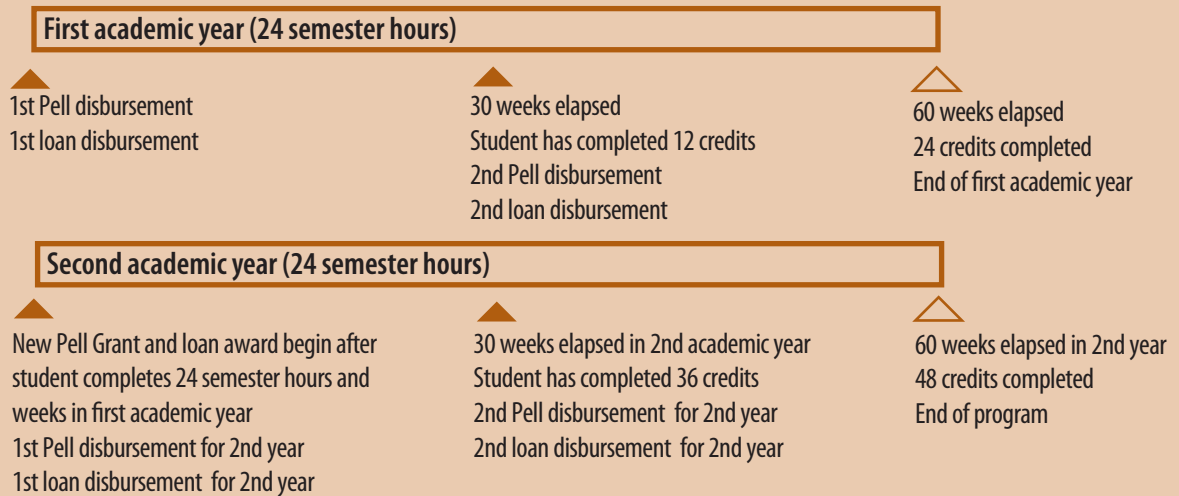 First academic year (24 semester hours)
1st Pell disbursement
1st loan disbursement
30 weeks elapsed
Student has completed 12 credits
2nd Pell disbursement
2nd loan disbursement
60 weeks elapsed
24 credits completed
End of first academic year
Second academic year (24 semester hours)
New Pell Grant and loan award begin after
student completes 24 semester hours and
weeks in first academic year
1st Pell disbursement for 2nd year
1st loan disbursement for 2nd year
30 weeks elapsed in 2nd academic year
Student has completed 36 credits
2nd Pell disbursement for 2nd year
2nd loan disbursement for 2nd year
60 weeks elapsed in 2nd year
48 credits completed
End of program